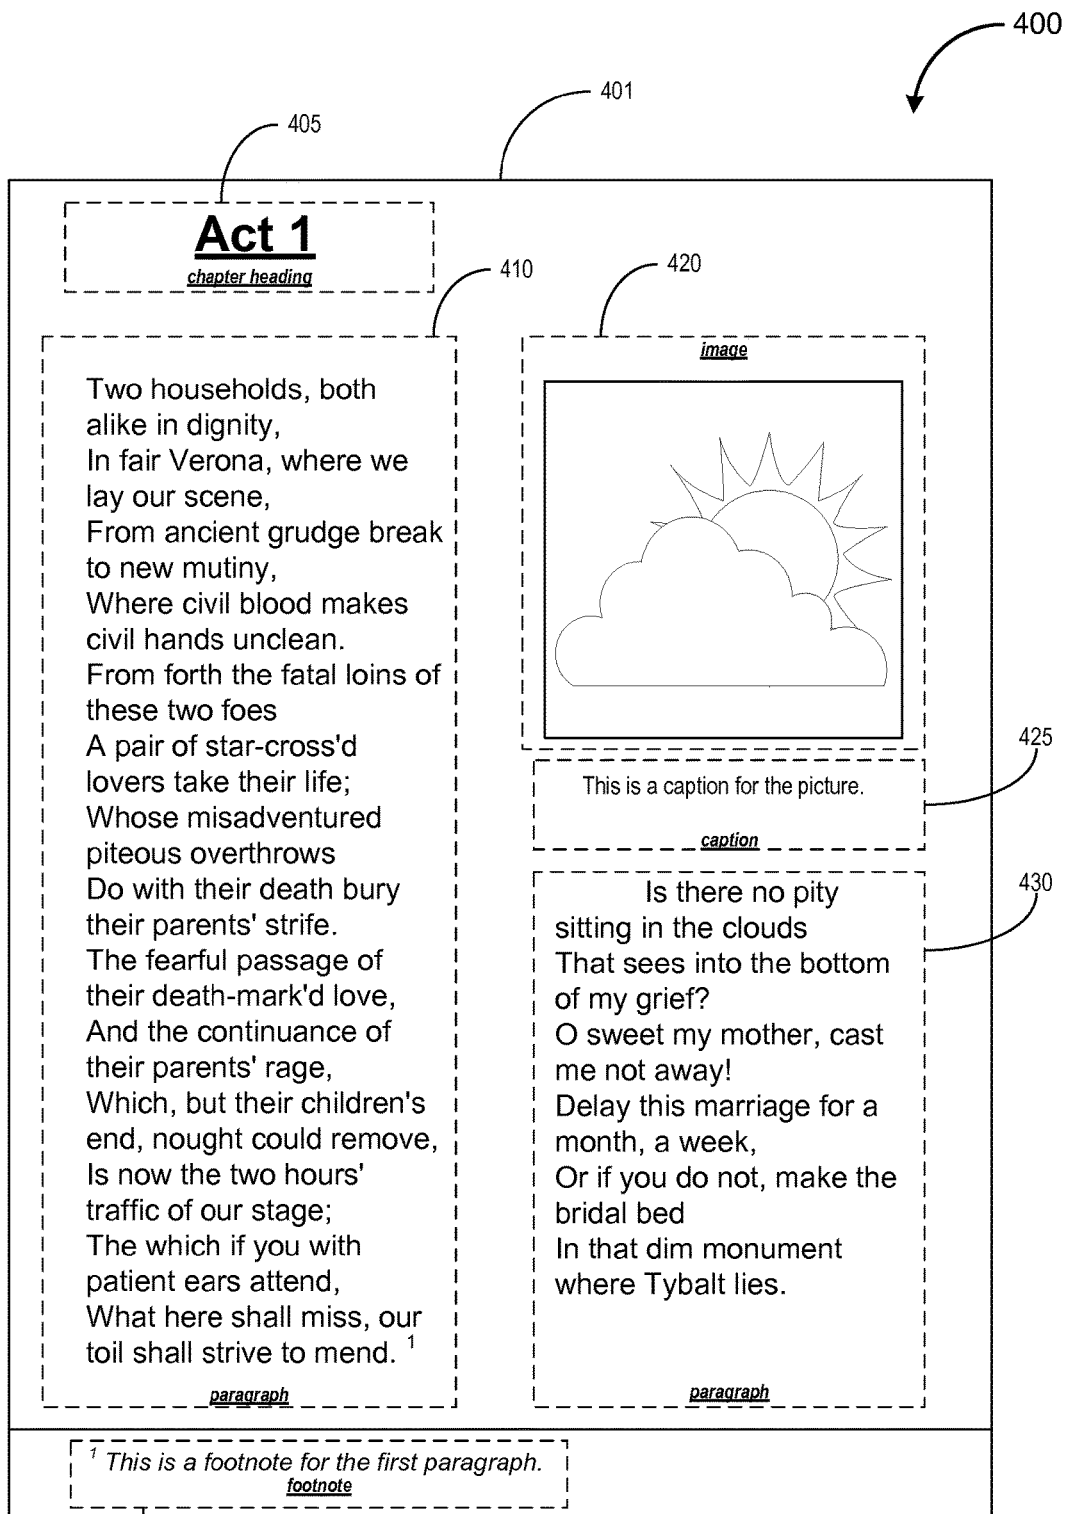 400
401
405
Act 1
chapter heading
410
420
Two households, both
alike in dignity,
In fair Verona, where we
lay our scene,
From ancient grudge break
to new mutiny,
Where civil blood makes
civil hands unclean.
From forth the fatal loins of
these two foes
A pair of star-cross'd
lovers take their life;
Whose misadventured
piteous overthrows
Do with their death bury
their parents' strife.
The fearful passage of
their death-mark'd love,
And the continuance of
their parents' rage,
Which, but their children's
end, nought could remove,
Is now the two hours'
traffic of our stage;
The which if you with
patient ears attend,
What here shall miss, our
toil shall strive to mend. 1
paragraph
image
425
This is a caption for the picture.
caption
430
Is there no pity
sitting in the clouds
That sees into the bottom
of my grief?
O sweet my mother, cast
me not away!
Delay this marriage for a
month, a week,
Or if you do not, make the
bridal bed
In that dim monument
where Tybalt lies.
paragraph
1 This is a footnote for the first paragraph.
footnote